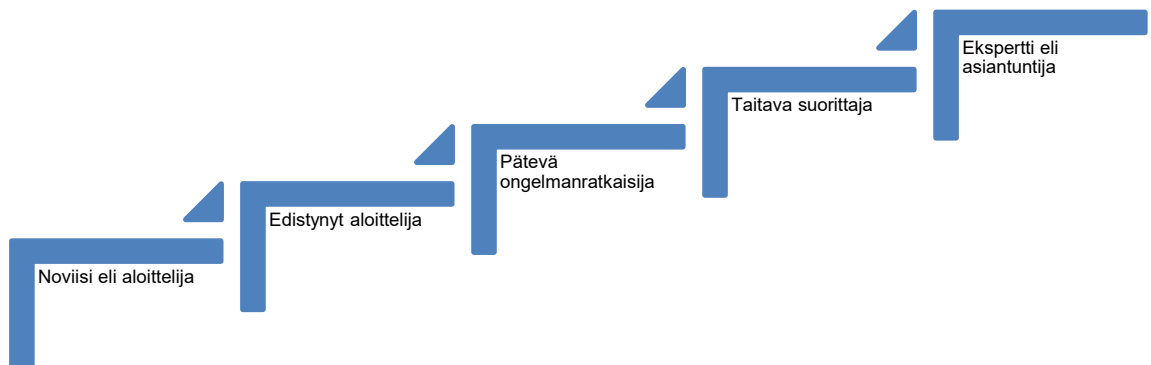 Noviisi eli aloittelija
Edistynyt aloittelija
Pätevä
ongelmanratkaisija
Taitava suorittaja
Ekspertti eli
asiantuntija